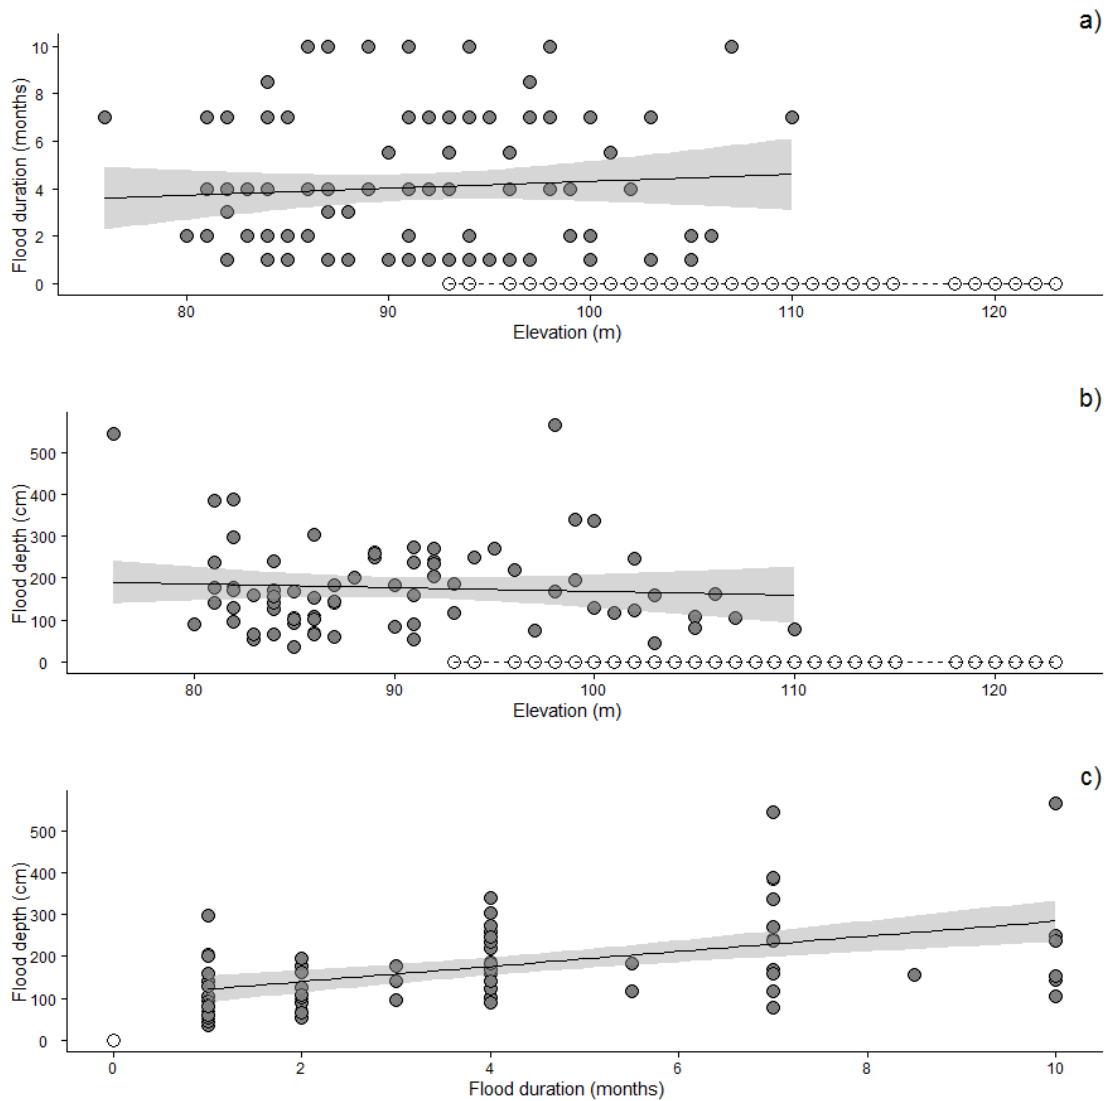 a)
10
8
6
4
2
0
Flood duration (months)
80 90 100 110 120
Elevation (m)
b)
500
400
300
200
100
0
Flood depth (cm)
80 90 100 110 120
Elevation (m)
c)
500
400
300
200
100
0
Flood depth (cm)
0 2 4 6 8 10
Flood duration (months)